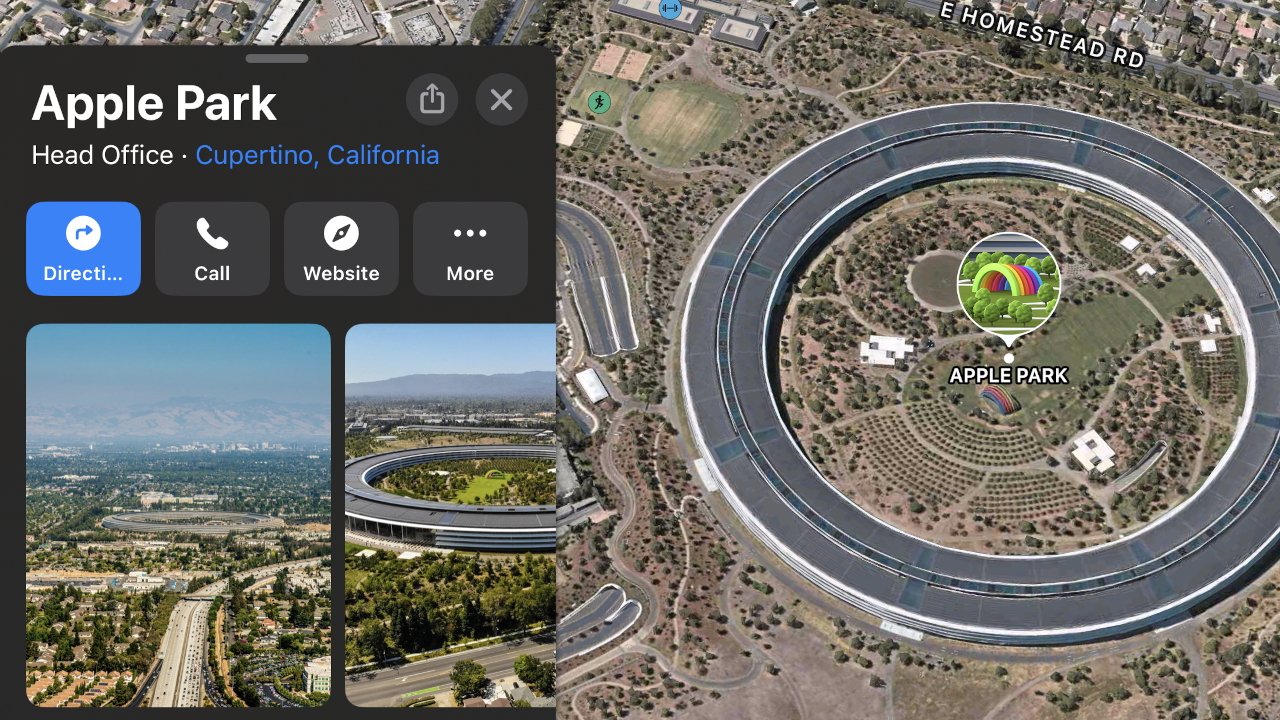 Apple Park
Head Office · Cupertino, California
Directi...
Call
Website
More
E HOMESTEAD RD
APPLE PARK